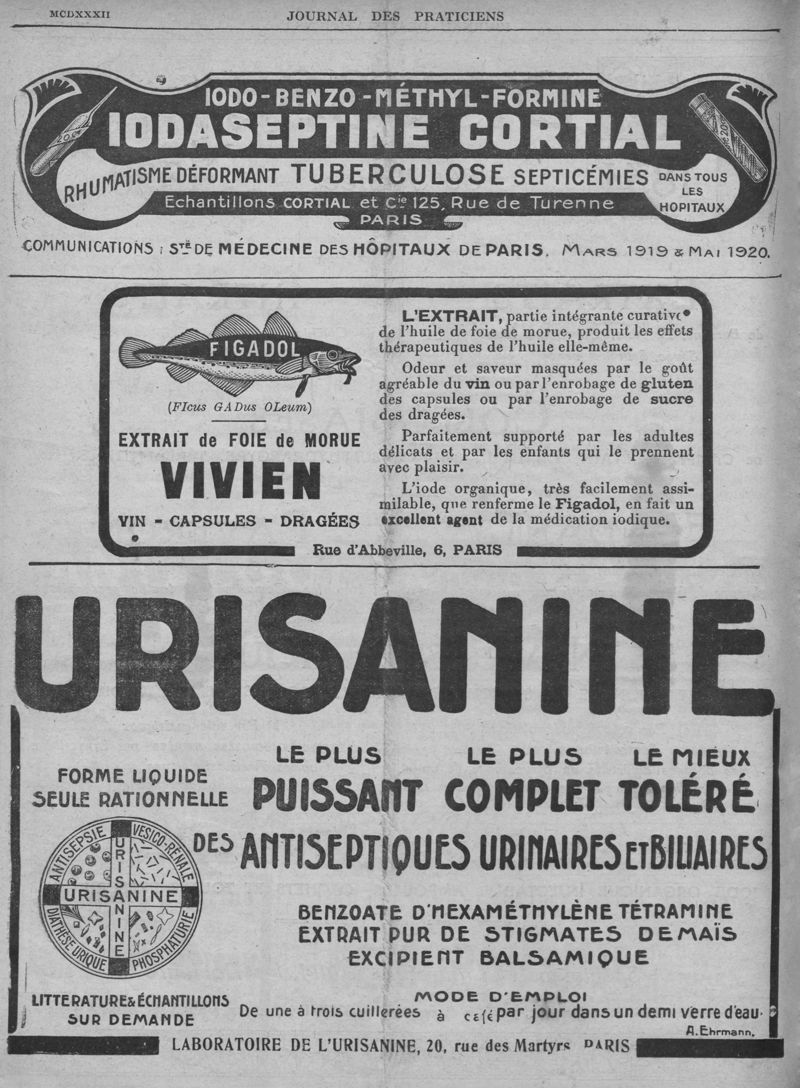 MCDXXXII
JOURNAL DES PRATICIENS
IODO-BENZO-MÉTHYL-FORMINE
IODASEPTINE CORTIAL
RHUMATISME DÉFORMANT TUBERCULOSE SEPTICÉMIES DANS TOUS
LES
HOPITAUX
Echantillons CORTIAL et Cie 125, Rue de Turenne
PARIS
COMMUNICATIONS : STÉ DE MÉDECINE DES HÔPITAUX DE PARIS. MARS 1919 & MAI 1920.
FIGADOL
(FIcus GADus OLeum)
EXTRAIT de FOIE de MORUE
VIVIEN
VIN - CAPSULES - DRAGÉES
L'EXTRAIT, partie intégrante curative
de l'huile de foie de morue, produit les effets
thérapeutiques de l'huile elle-même.
Odeur et saveur masquées par le goût
agréable du vin ou par l'enrobage de gluten
des capsules ou par l'enrobage de sucre
des dragées.
Parfaitement supporté par les adultes
délicats et par les enfants qui le prennent
avec plaisir.
L'iode organique, très facilement assi-
milable, que renferme le Figadol, en fait un
excellent agent de la médication iodique.
Rue d'Abbeville, 6, PARIS
URISANINE
FORME LIQUIDE
SEULE RATIONNELLE
LE PLUS LE PLUS LE MIEUX
PUISSANT COMPLET TOLÉRÉ
DES ANTISEPTIQUES URINAIRES ET BILIAIRES
ANTISEPSIE VESICO-RÉNALE
URISANINE
URISANINE
DIATHÈSE URIQUE PHOSPHATURIE
BENZOATE D'HEXAMÉTHYLÈNE TÉTRAMINE
EXTRAIT PUR DE STIGMATES DE MAÏS
EXCIPIENT BALSAMIQUE
LITTÉRATURE & ÉCHANTILLONS
SUR DEMANDE
MODE D'EMPLOI
De une à trois cuillerées à café par jour dans un demi verre d'eau.
A. Ehrmann.
LABORATOIRE DE L'URISANINE, 20, rue des Martyrs PARIS